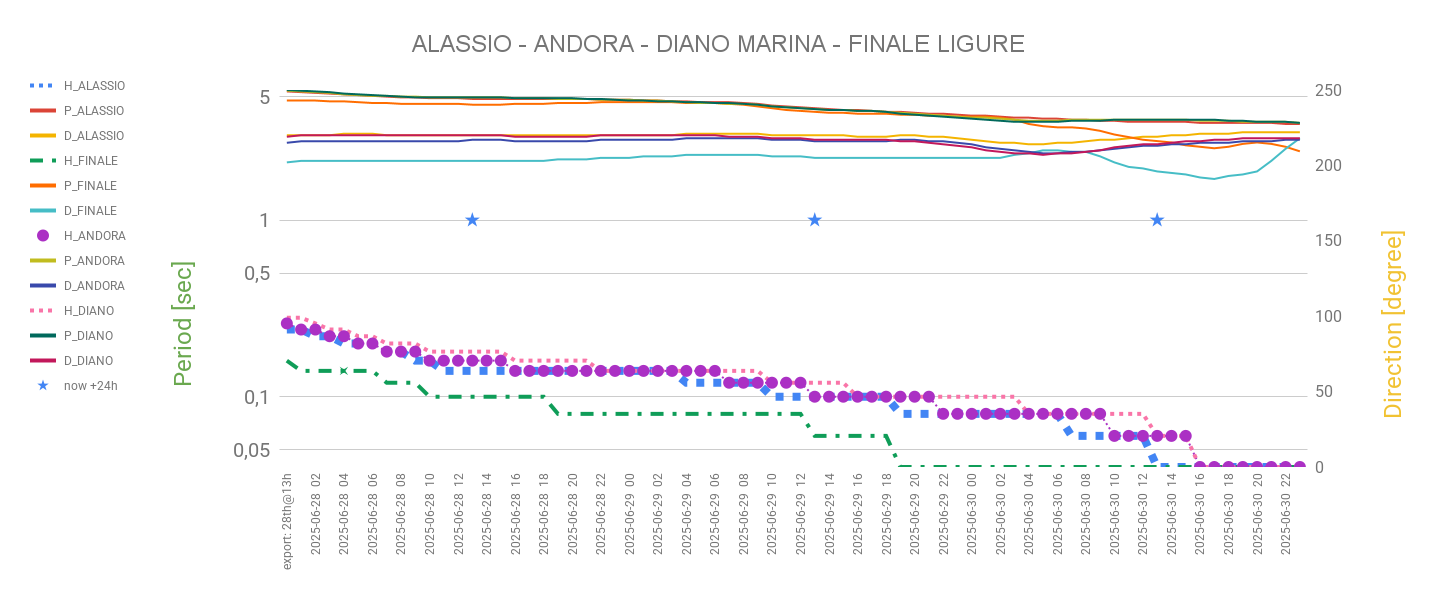 ALASSIO - ANDORA - DIANO MARINA - FINALE LIGURE
H_ALASSIO
P_ALASSIO
D_ALASSIO
H_FINALE
P_FINALE
D_FINALE
H_ANDORA
P_ANDORA
D_ANDORA
H_DIANO
P_DIANO
D_DIANO
now +24h
Period [sec]
5
1
0,5
0,1
0,05
250
200
150
100
50
0
Direction [degree]
export: 28th@13h
2025-06-28 02
2025-06-28 04
2025-06-28 06
2025-06-28 08
2025-06-28 10
2025-06-28 12
2025-06-28 14
2025-06-28 16
2025-06-28 18
2025-06-28 20
2025-06-28 22
2025-06-29 00
2025-06-29 02
2025-06-29 04
2025-06-29 06
2025-06-29 08
2025-06-29 10
2025-06-29 12
2025-06-29 14
2025-06-29 16
2025-06-29 18
2025-06-29 20
2025-06-29 22
2025-06-30 00
2025-06-30 02
2025-06-30 04
2025-06-30 06
2025-06-30 08
2025-06-30 10
2025-06-30 12
2025-06-30 14
2025-06-30 16
2025-06-30 18
2025-06-30 20
2025-06-30 22